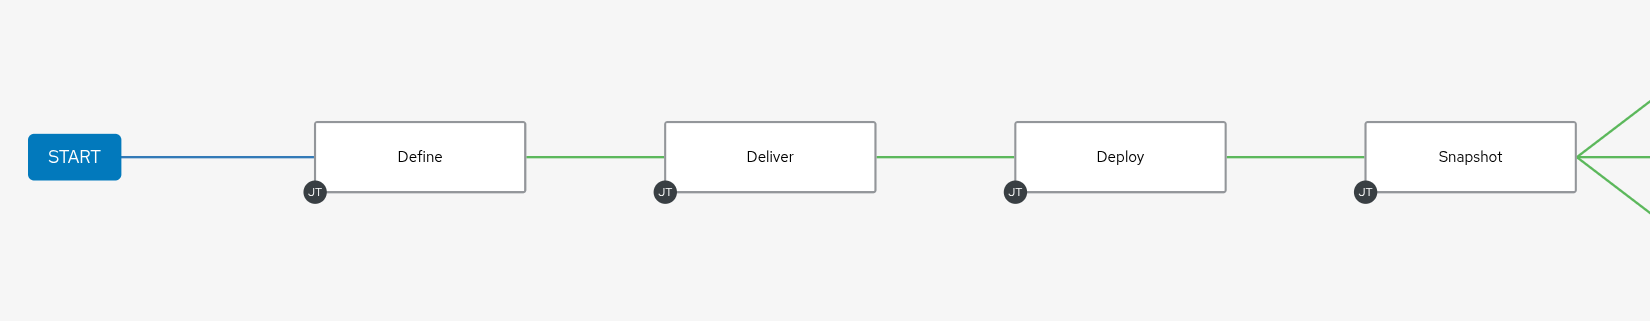 START
Define
JT
Deliver
JT
Deploy
JT
Snapshot
JT